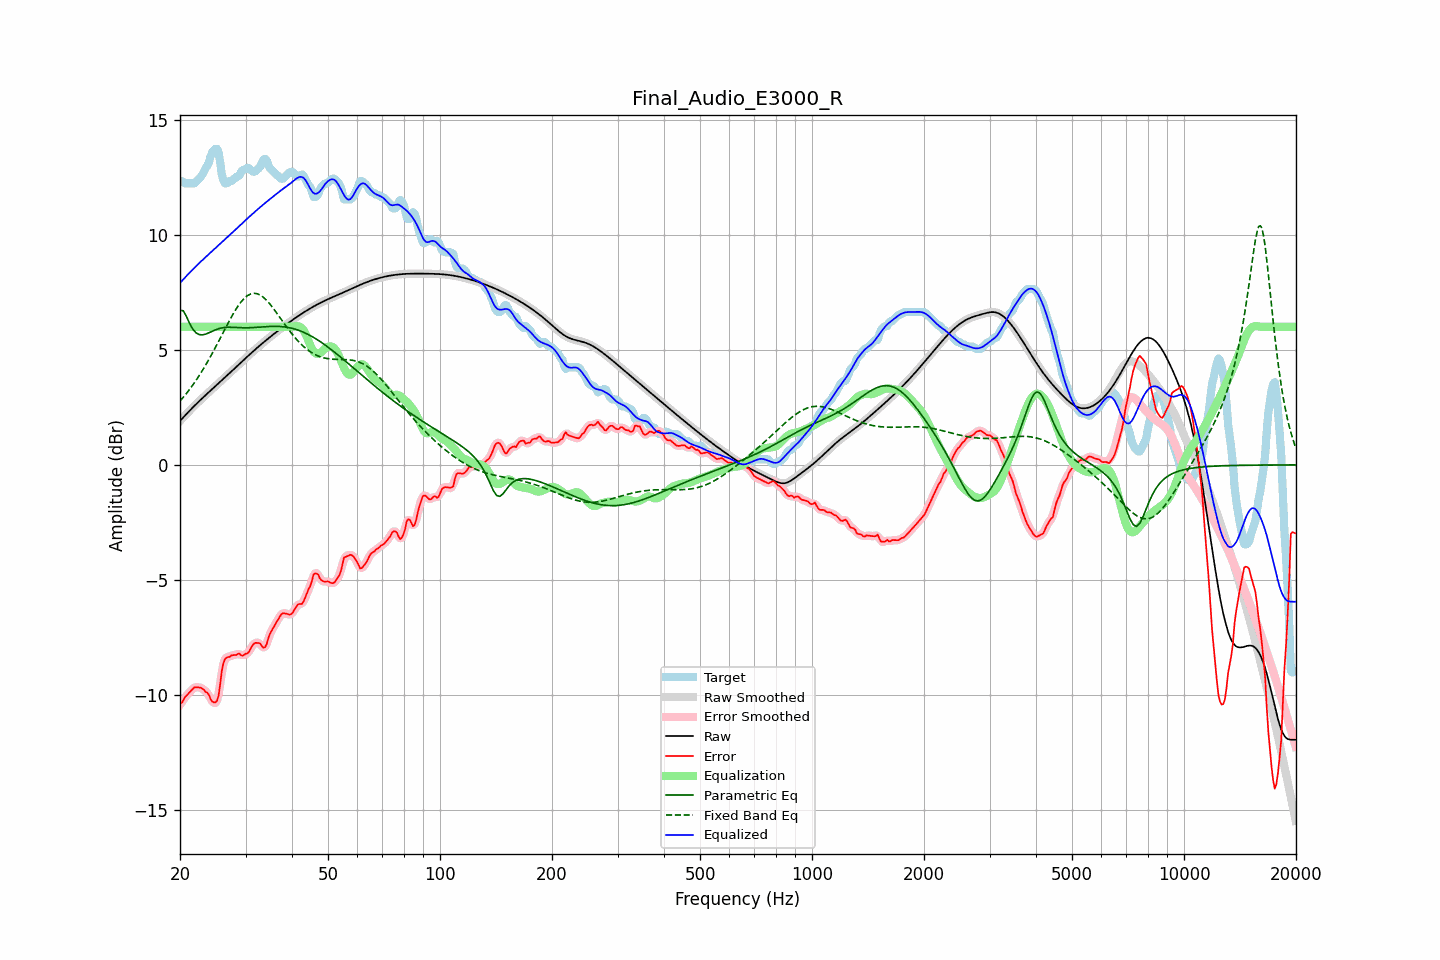 Final_Audio_E3000_R
Amplitude (dBr)
15
10
5
0
−5
−10
−15
Target
Raw Smoothed
Error Smoothed
Raw
Error
Equalization
Parametric Eq
Fixed Band Eq
Equalized
20 50 100 200 500 1000 2000 5000 10000 20000
Frequency (Hz)